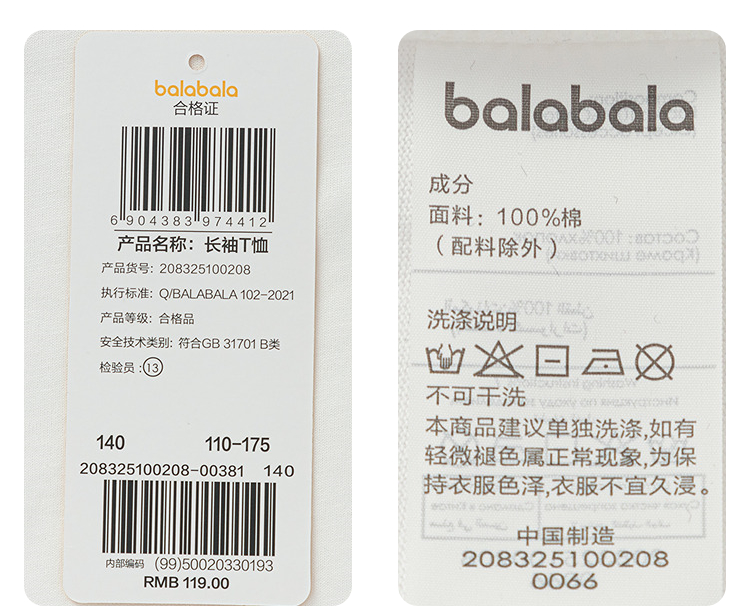 balabala
合格证
6 904383 974412
产品名称：长袖T恤
产品货号: 208325100208
执行标准: Q/BALABALA 102-2021
产品等级: 合格品
安全技术类别: 符合GB 31701 B类
检验员:⑬
140 110-175
208325100208-00381 140
内部编码 (99)50020330193
RMB 119.00
balabala
成分
面料: 100%棉
（配料除外）
洗涤说明
不可干洗
本商品建议单独洗涤,如有
轻微褪色属正常现象,为保
持衣服色泽,衣服不宜久浸。
中国制造
208325100208
0066